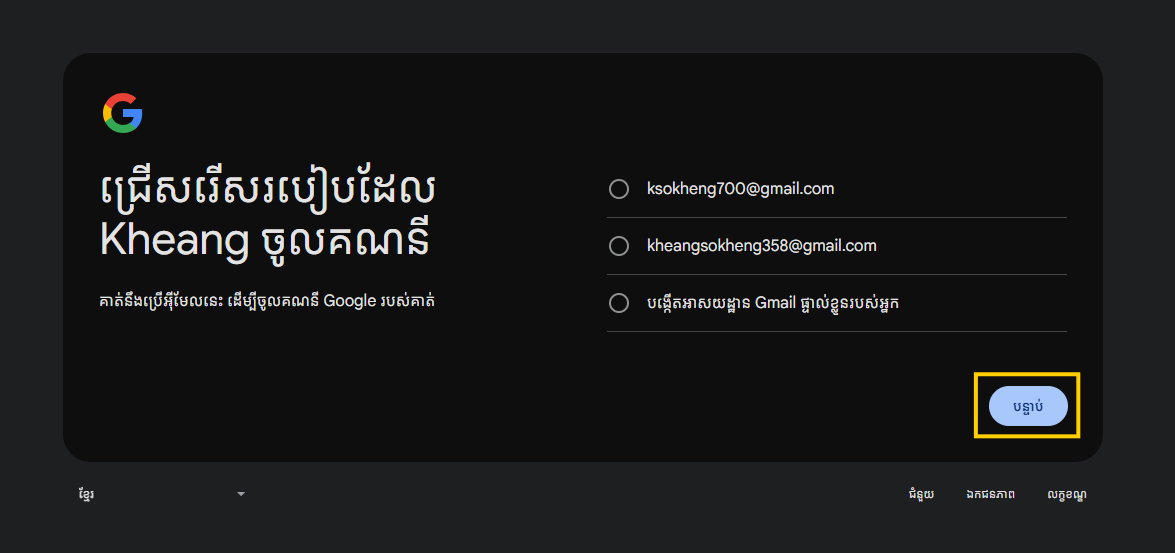 ជ្រើសរើសរបៀបដែល
Kheang ចូលគណនី
គាត់នឹងប្រើអ៊ីមែលនេះ ដើម្បីចូលគណនី Google របស់គាត់
ksokheng700@gmail.com
kheangsokheng358@gmail.com
បង្កើតអាសយដ្ឋាន Gmail ផ្ទាល់ខ្លួនរបស់អ្នក
បន្ទាប់
ខ្មែរ
ជំនួយ ឯកជនភាព លក្ខខណ្ឌ